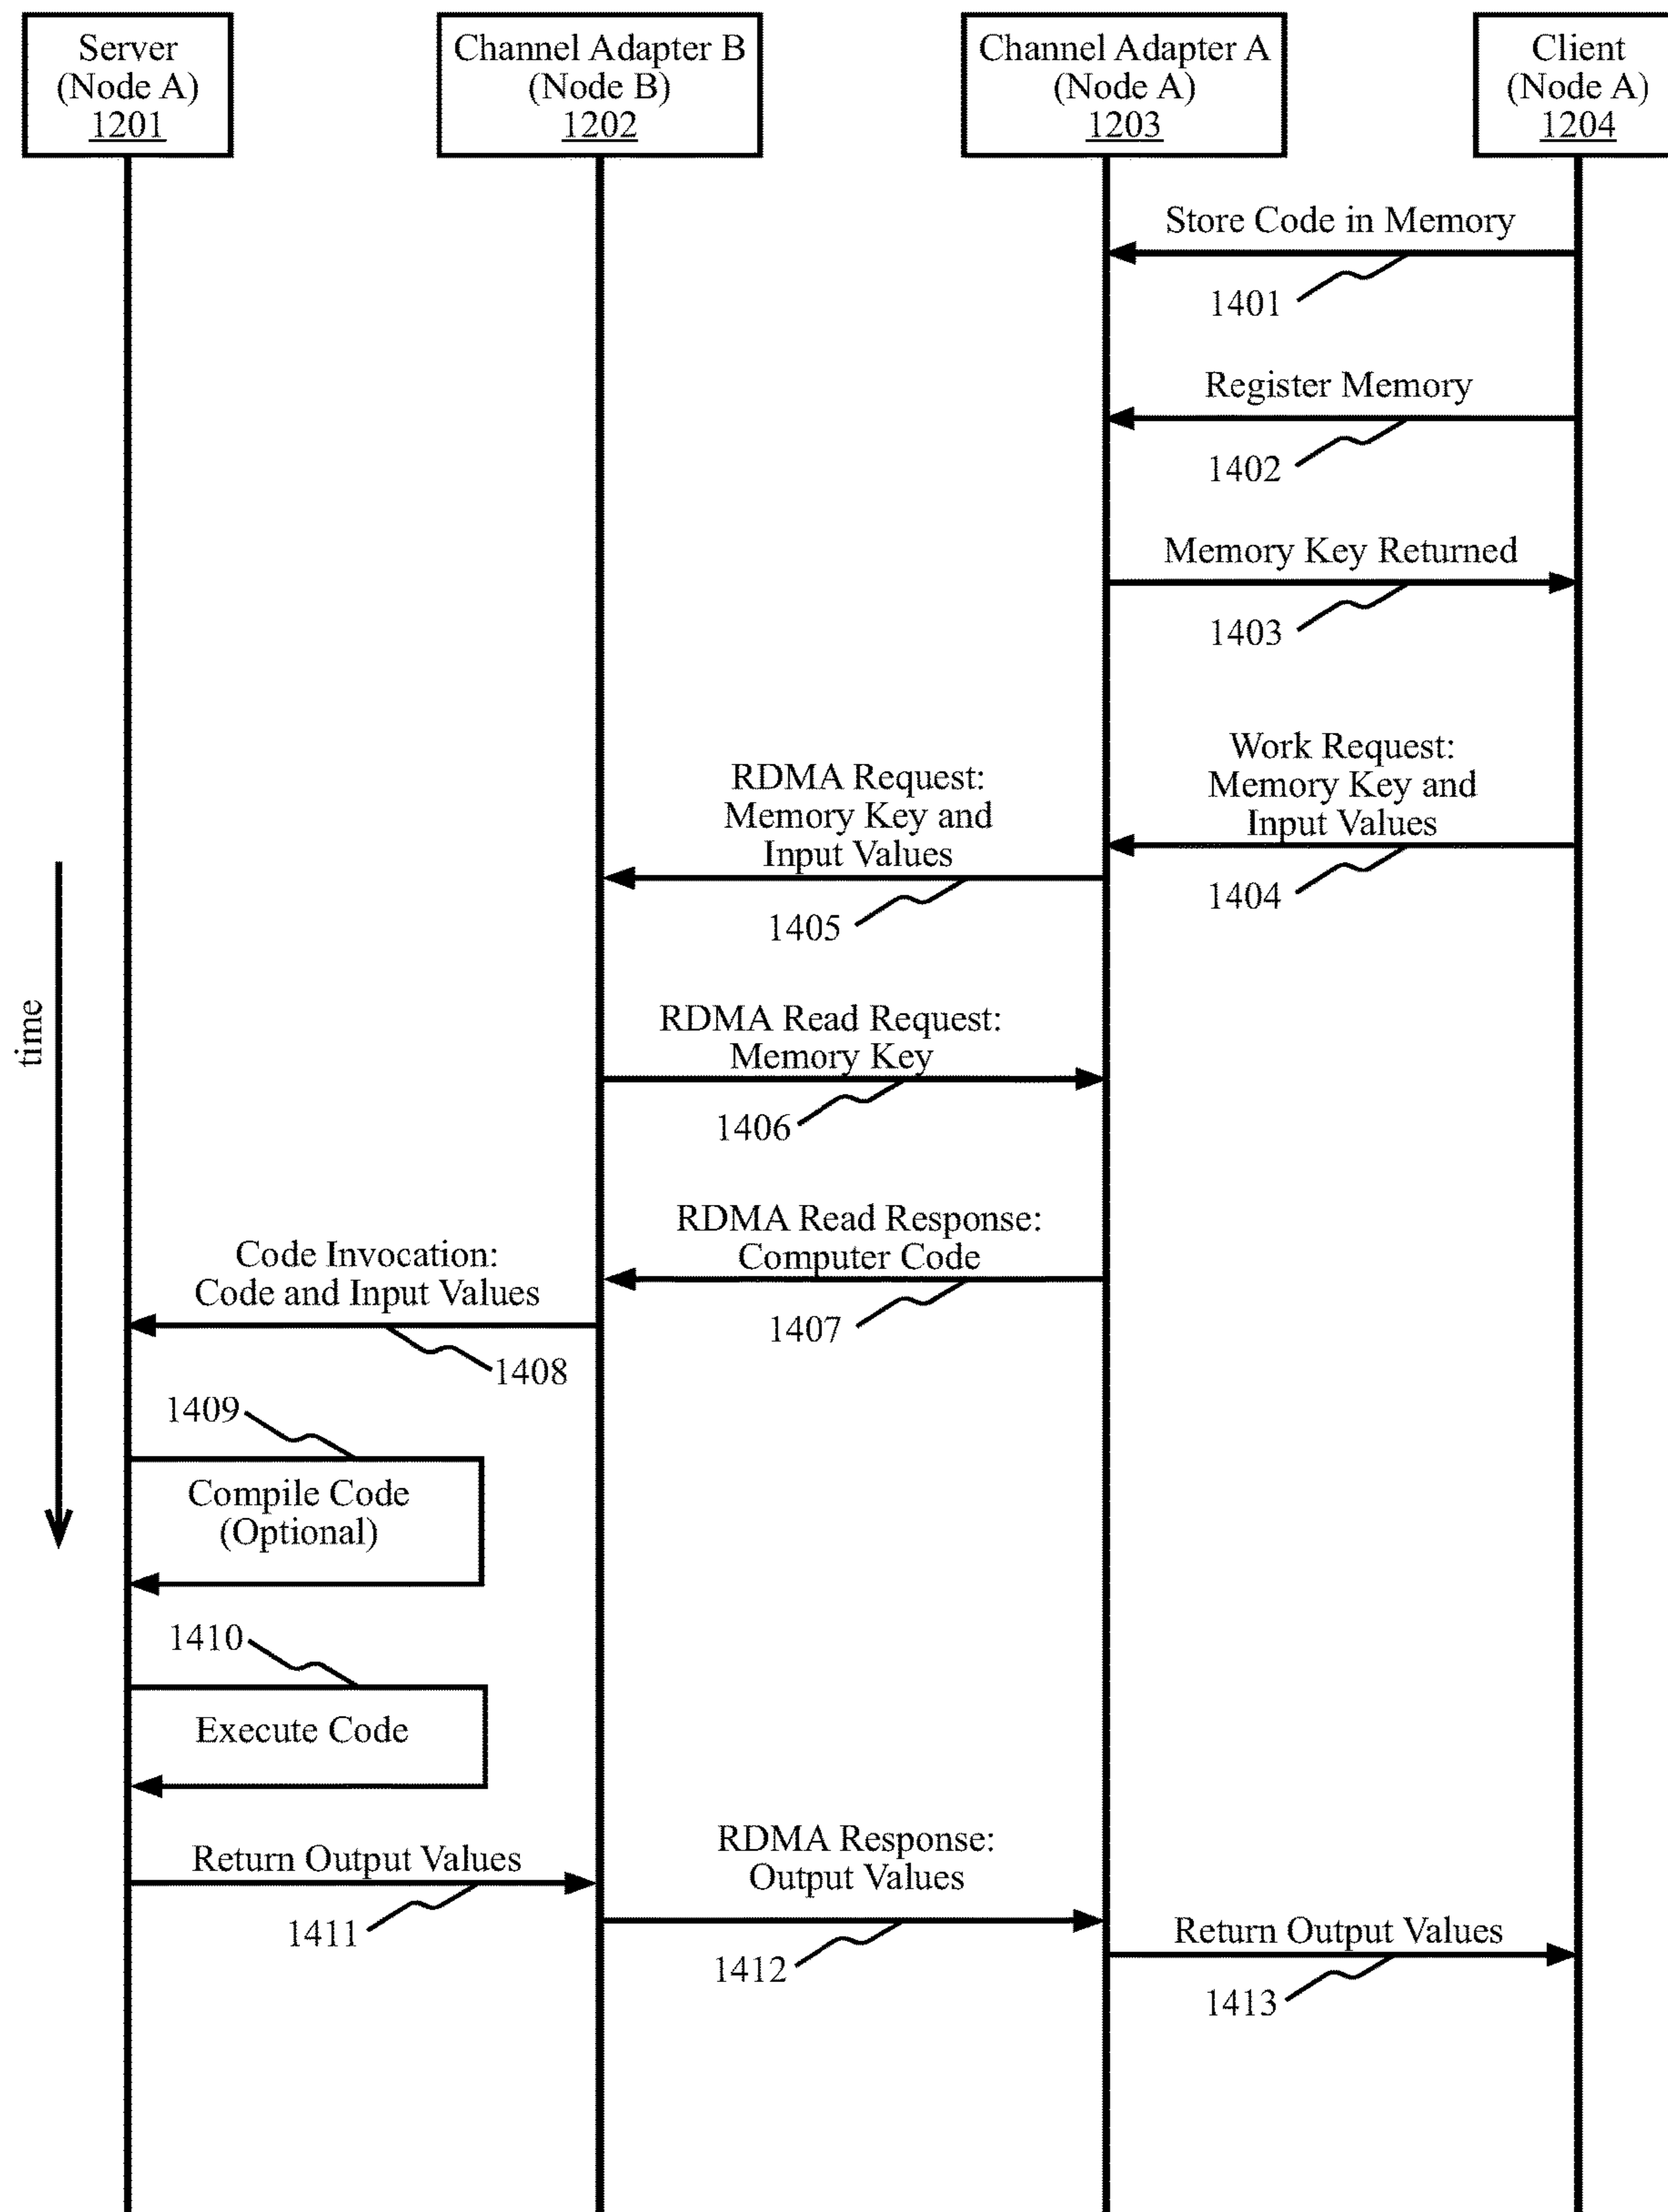 Server
(Node A)
1201
Channel Adapter B
(Node B)
1202
Channel Adapter A
(Node A)
1203
Client
(Node A)
1204
Store Code in Memory
1401
Register Memory
1402
Memory Key Returned
1403
Work Request:
Memory Key and
Input Values
1404
RDMA Request:
Memory Key and
Input Values
1405
time
RDMA Read Request:
Memory Key
1406
RDMA Read Response:
Computer Code
1407
Code Invocation:
Code and Input Values
1408
1409
Compile Code
(Optional)
1410
Execute Code
Return Output Values
1411
RDMA Response:
Output Values
1412
Return Output Values
1413